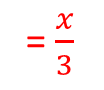 = x/3